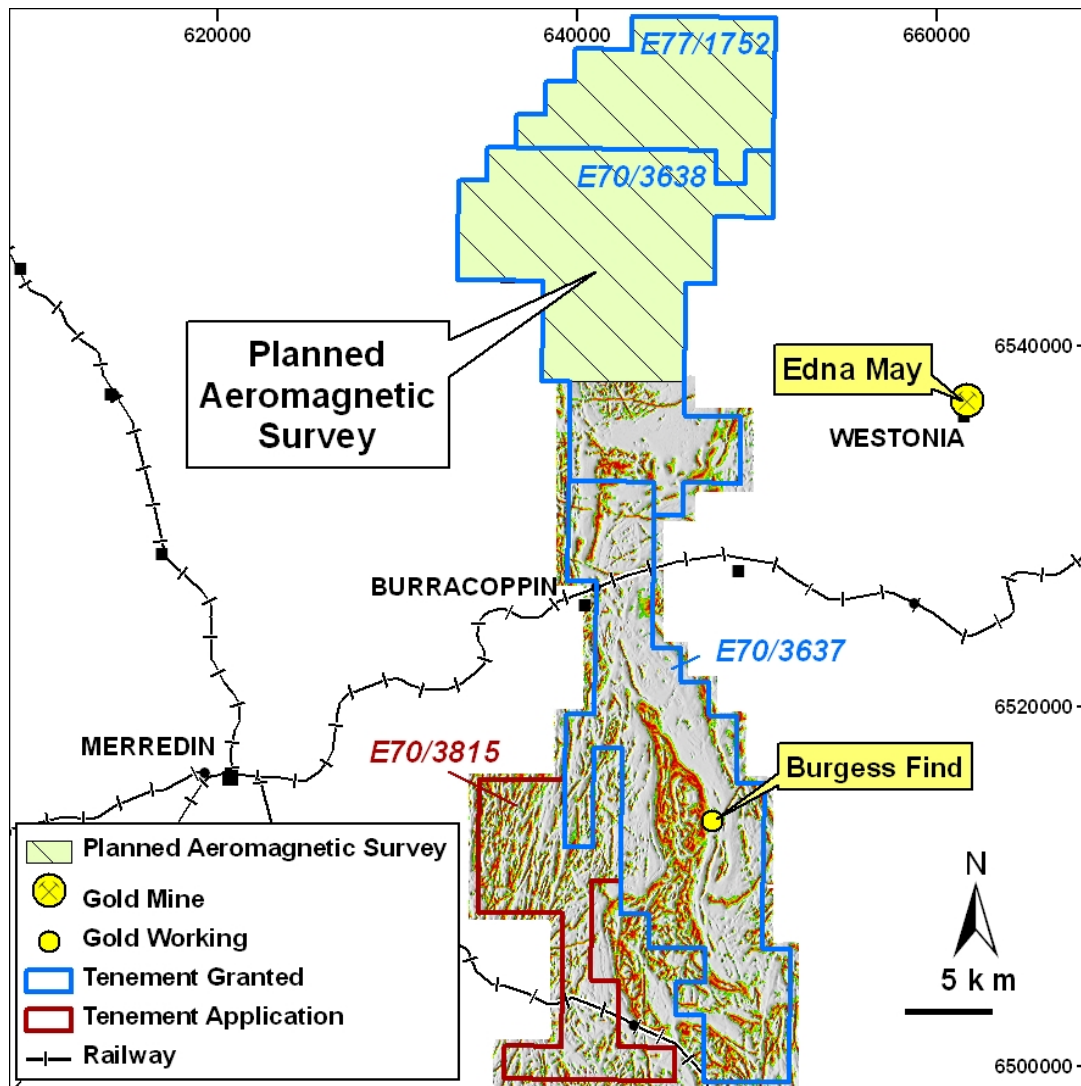 620000
640000
660000
E77/1752
E70/3638
Planned
Aeromagnetic
Survey
6540000
Edna May
WESTONIA
BURRACOPPIN
E70/3637
6520000
MERREDIN
E70/3815
Burgess Find
Planned Aeromagnetic Survey
Gold Mine
Gold Working
Tenement Granted
Tenement Application
Railway
N
5 k m
6500000